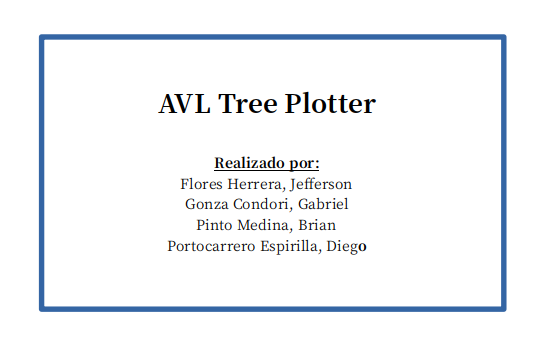 AVL Tree Plotter
Realizado por:
Flores Herrera, Jefferson
Gonza Condori, Gabriel
Pinto Medina, Brian
Portocarrero Espirilla, Diego